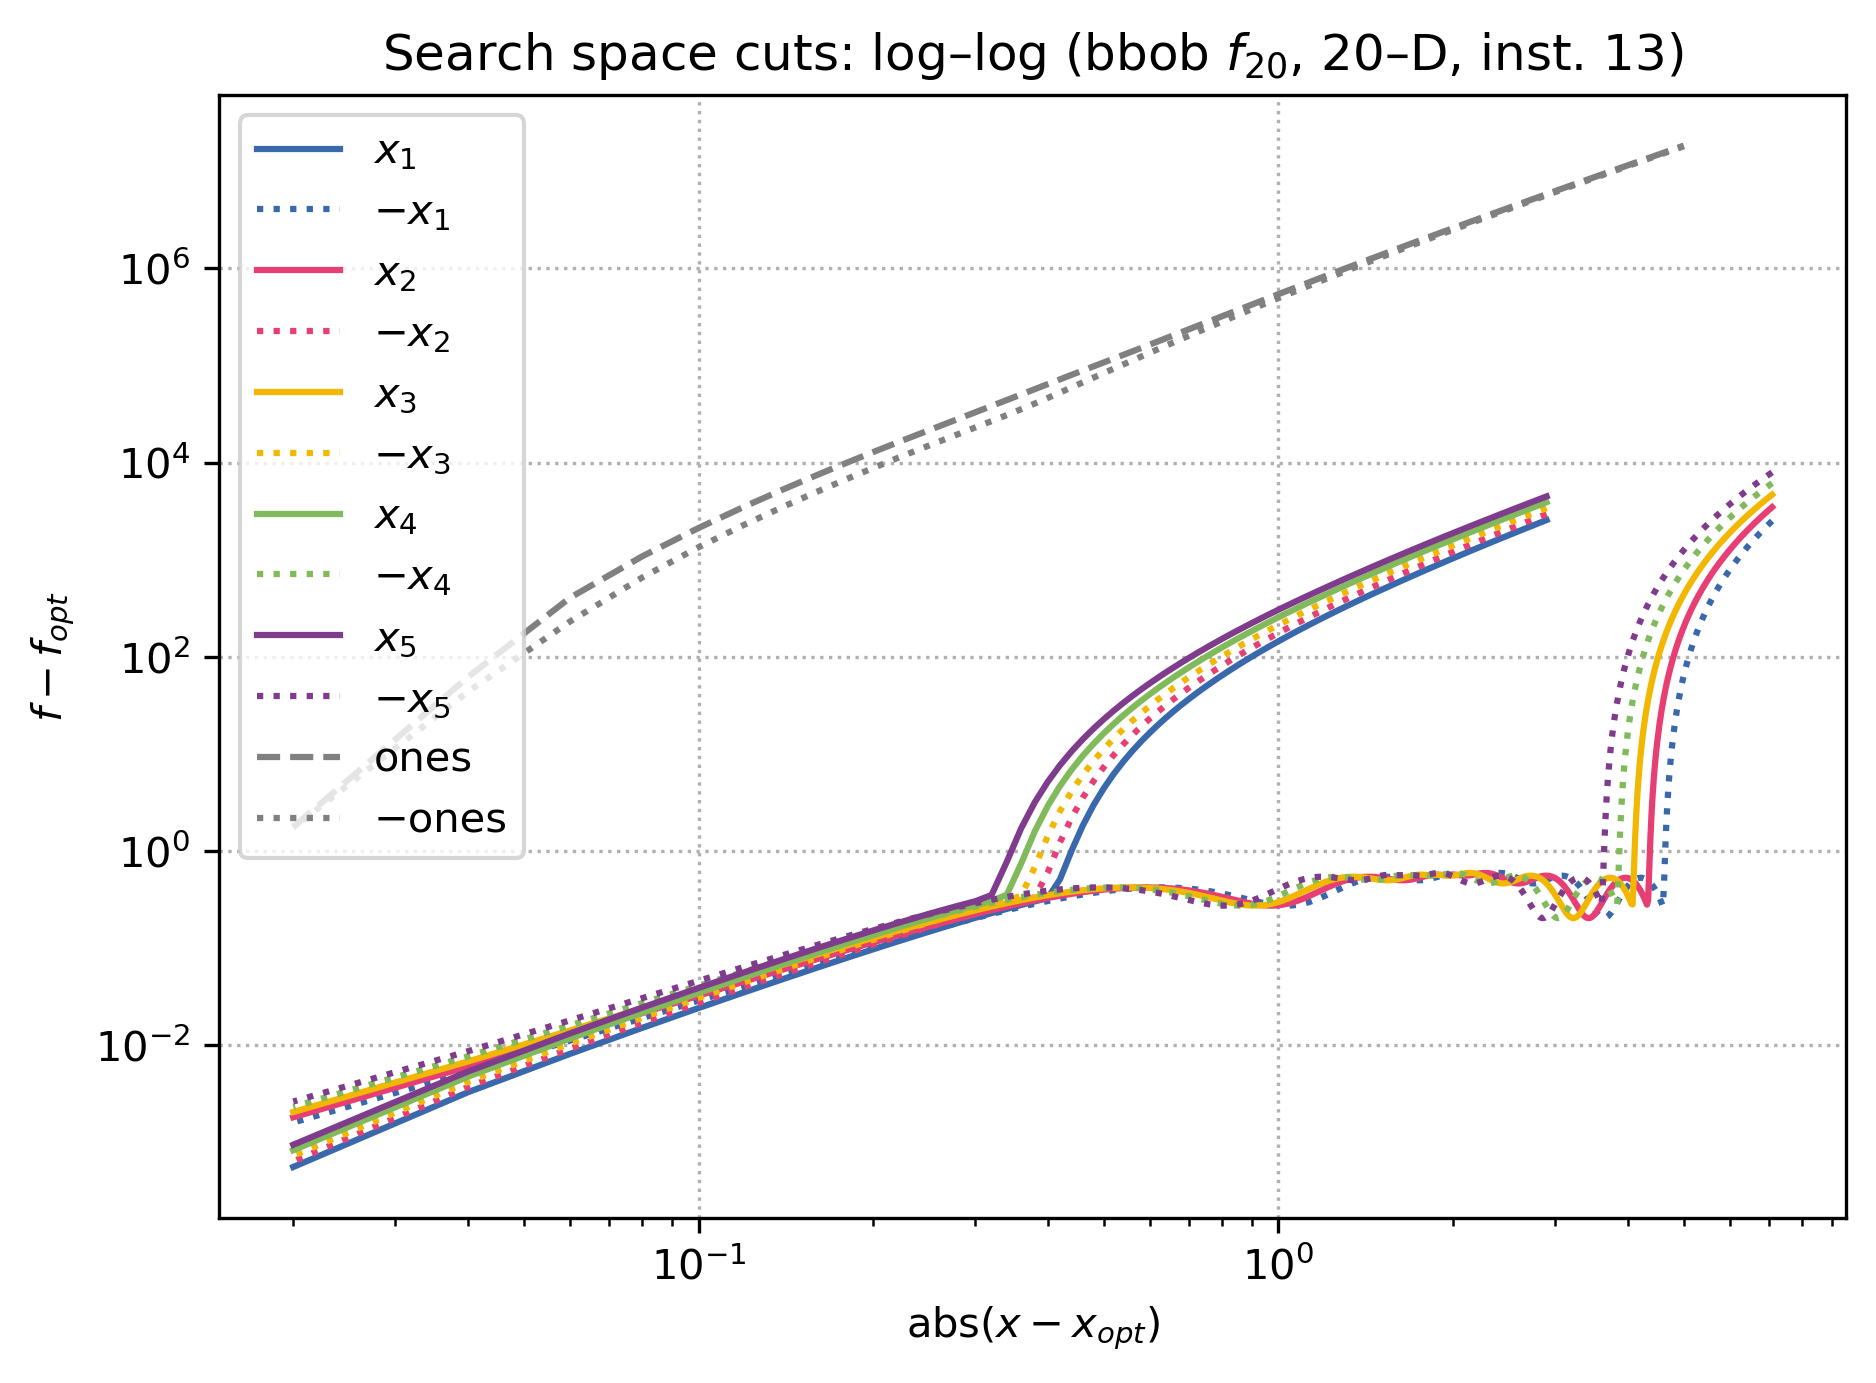 Search space cuts: log–log (bbob f20, 20–D, inst. 13)
x1
−x1
x2
−x2
x3
−x3
x4
−x4
x5
−x5
ones
−ones
10^6
10^4
10^2
10^0
10^−2
f − fopt
10^−1
10^0
abs(x − xopt)